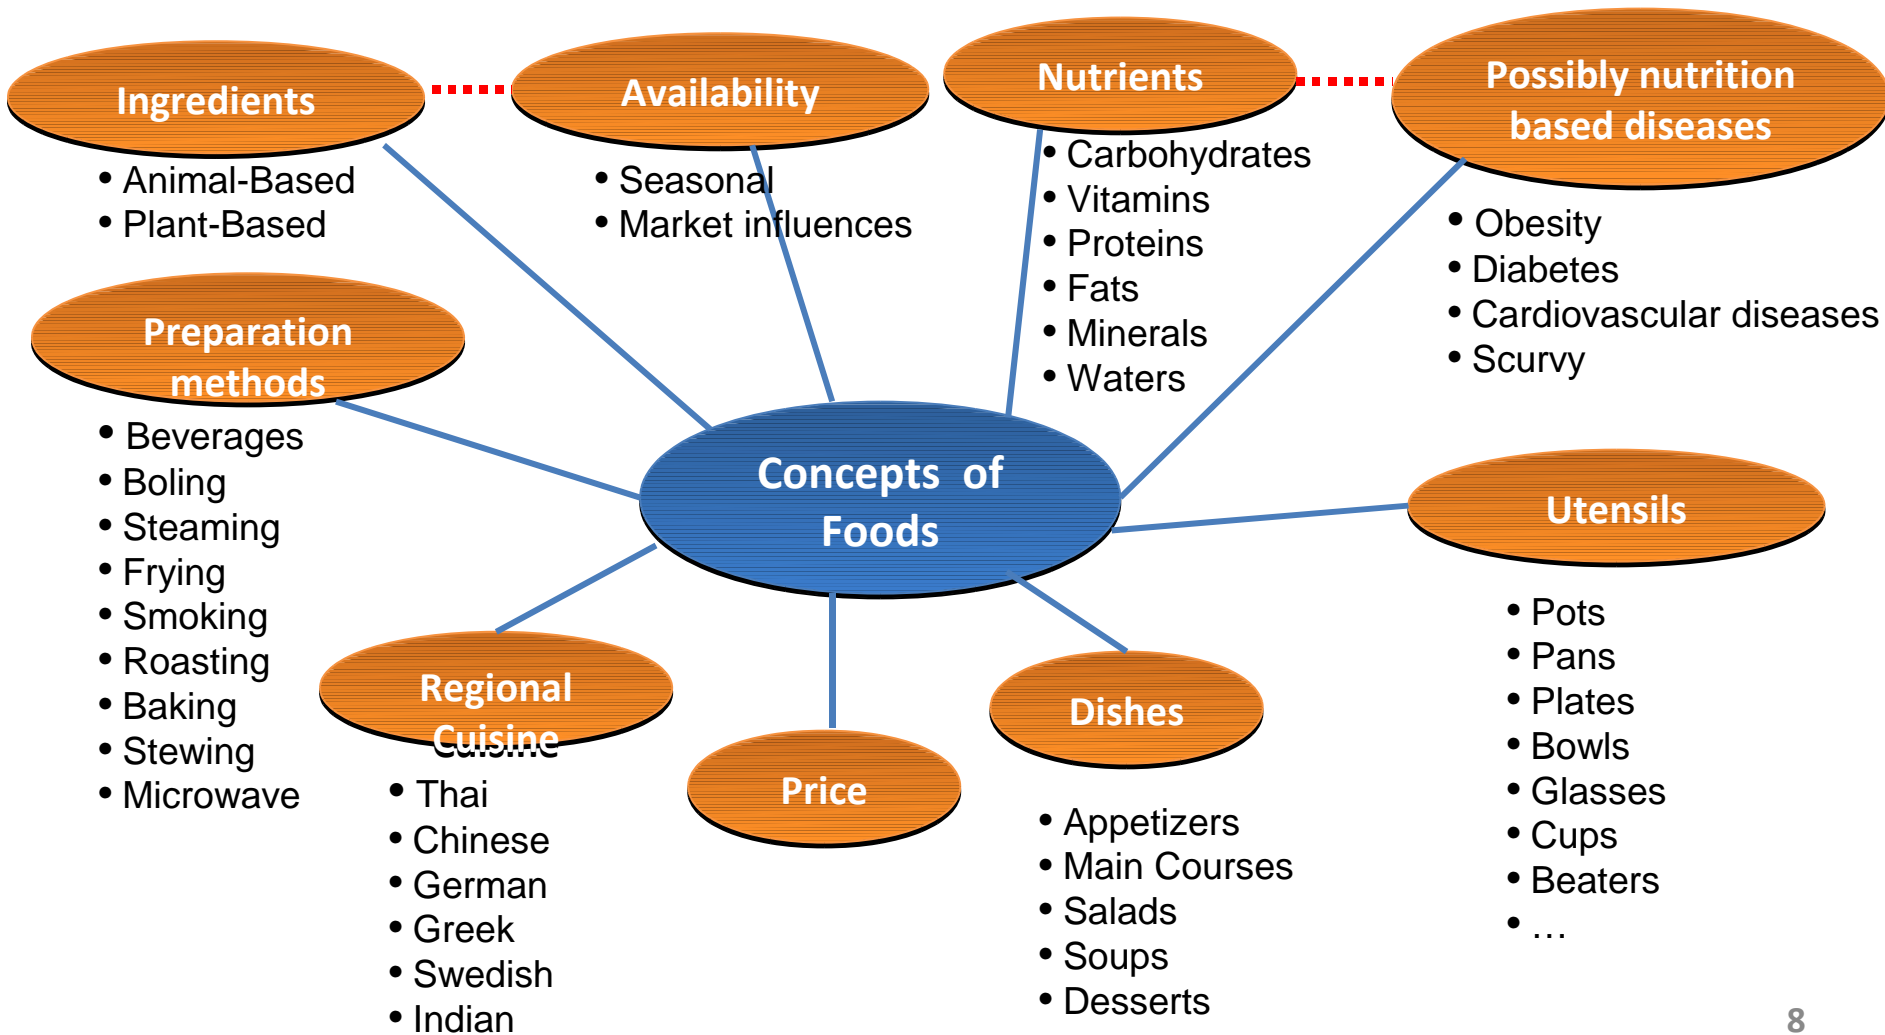 Ingredients
• Animal-Based
• Plant-Based
Availability
• Seasonal
• Market influences
Nutrients
• Carbohydrates
• Vitamins
• Proteins
• Fats
• Minerals
• Waters
Possibly nutrition
based diseases
• Obesity
• Diabetes
• Cardiovascular diseases
• Scurvy
Preparation
methods
• Beverages
• Boling
• Steaming
• Frying
• Smoking
• Roasting
• Baking
• Stewing
• Microwave
Concepts of
Foods
Utensils
• Pots
• Pans
• Plates
• Bowls
• Glasses
• Cups
• Beaters
• …
Regional
Cuisine
• Thai
• Chinese
• German
• Greek
• Swedish
• Indian
Price
Dishes
• Appetizers
• Main Courses
• Salads
• Soups
• Desserts
8